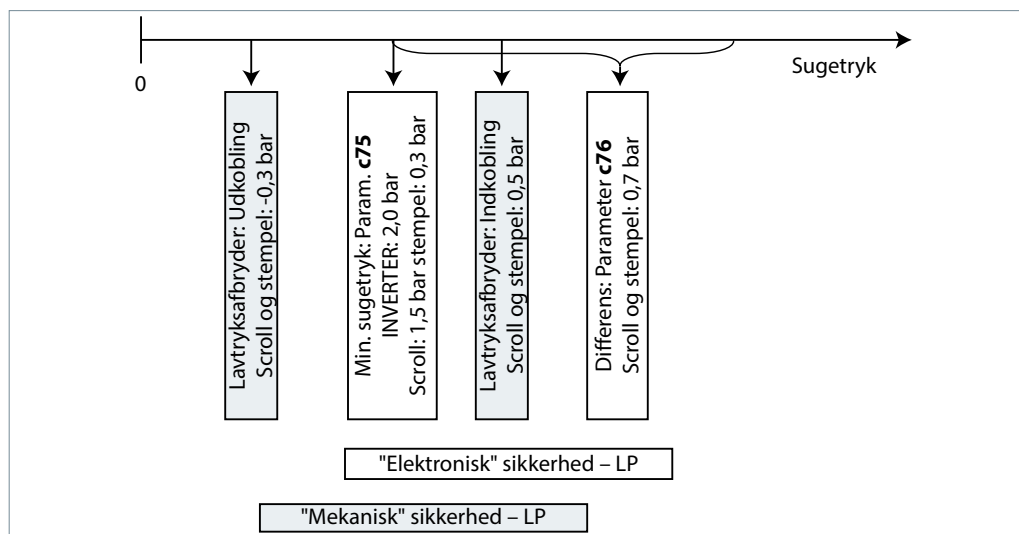 0
Sugetryk
Lavtryksafbryder: Udkobling
Scroll og stempel: -0,3 bar
Min. sugetryk: Param. c75
INVERTER: 2,0 bar
Scroll: 1,5 bar stempel: 0,3 bar
Lavtryksafbryder: Indkobling
Scroll og stempel: 0,5 bar
Differens: Parameter c76
Scroll og stempel: 0,7 bar
"Elektronisk" sikkerhed – LP
"Mekanisk" sikkerhed – LP